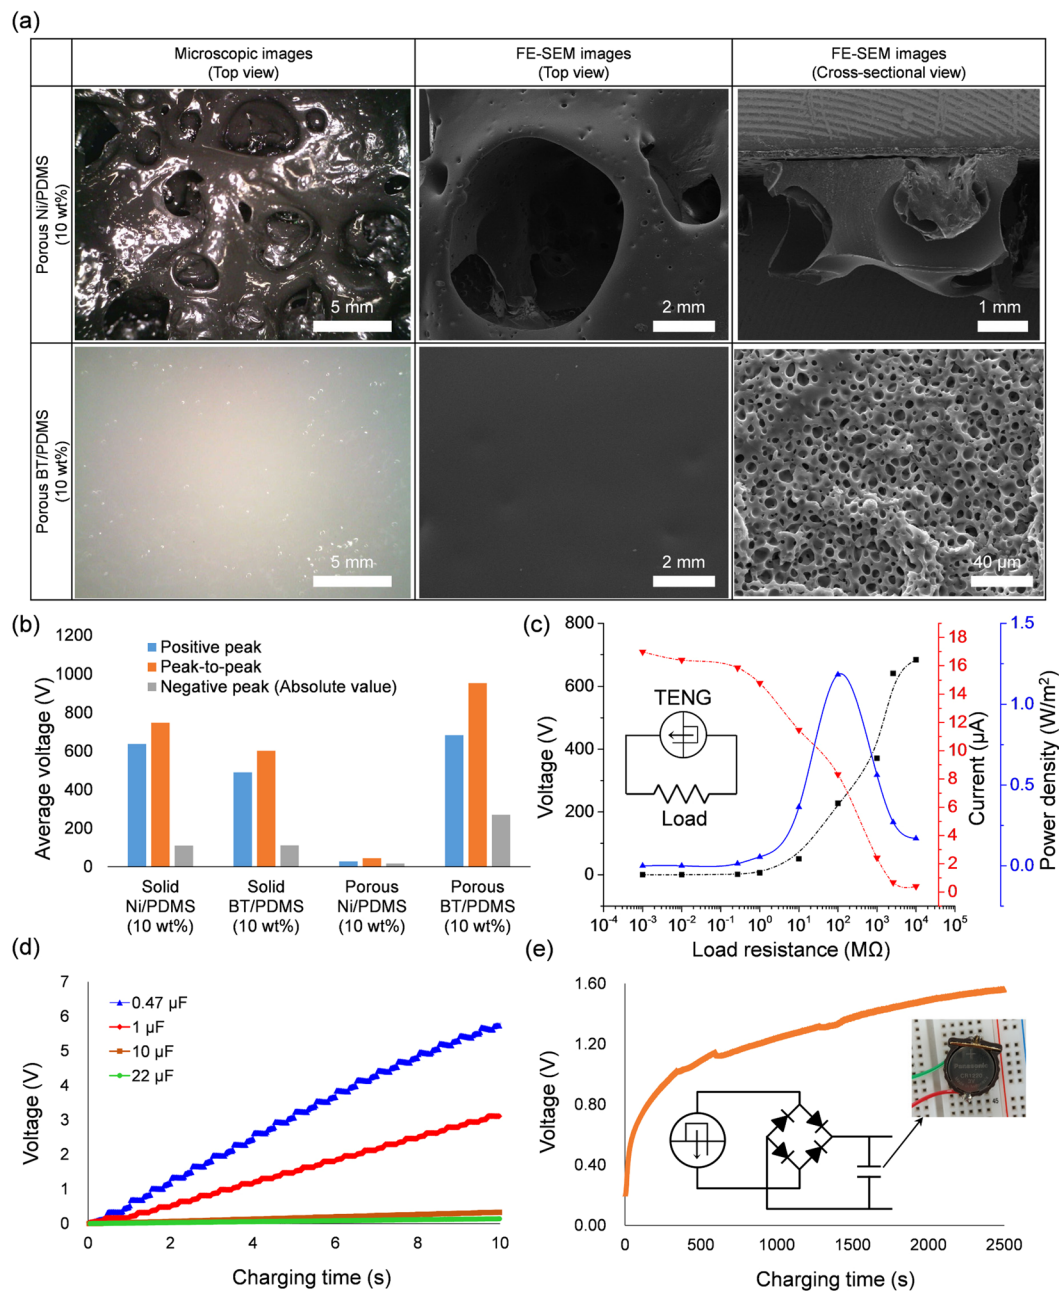 (a)
Microscopic images
(Top view)
FE-SEM images
(Top view)
FE-SEM images
(Cross-sectional view)
Porous Ni/PDMS
(10 wt%)
5 mm
2 mm
1 mm
Porous BT/PDMS
(10 wt%)
5 mm
2 mm
40 µm
(b)
1200
1000
800
600
400
200
0
Average voltage (V)
Positive peak
Peak-to-peak
Negative peak (Absolute value)
Solid
Ni/PDMS
(10 wt%)
Solid
BT/PDMS
(10 wt%)
Porous
Ni/PDMS
(10 wt%)
Porous
BT/PDMS
(10 wt%)
(c)
800
600
400
200
0
Voltage (V)
TENG
Load
18
16
14
12
10
8
6
4
2
0
Current (µA)
1.5
1.0
0.5
0.0
Power density (W/m²)
10⁻⁴ 10⁻³ 10⁻² 10⁻¹ 10⁰ 10¹ 10² 10³ 10⁴ 10⁵
Load resistance (MΩ)
(d)
7
6
5
4
3
2
1
0
Voltage (V)
0.47 µF
1 µF
10 µF
22 µF
0 2 4 6 8 10
Charging time (s)
(e)
1.60
1.20
0.80
0.40
0.00
Voltage (V)
Panasonic
45
0 500 1000 1500 2000 2500
Charging time (s)